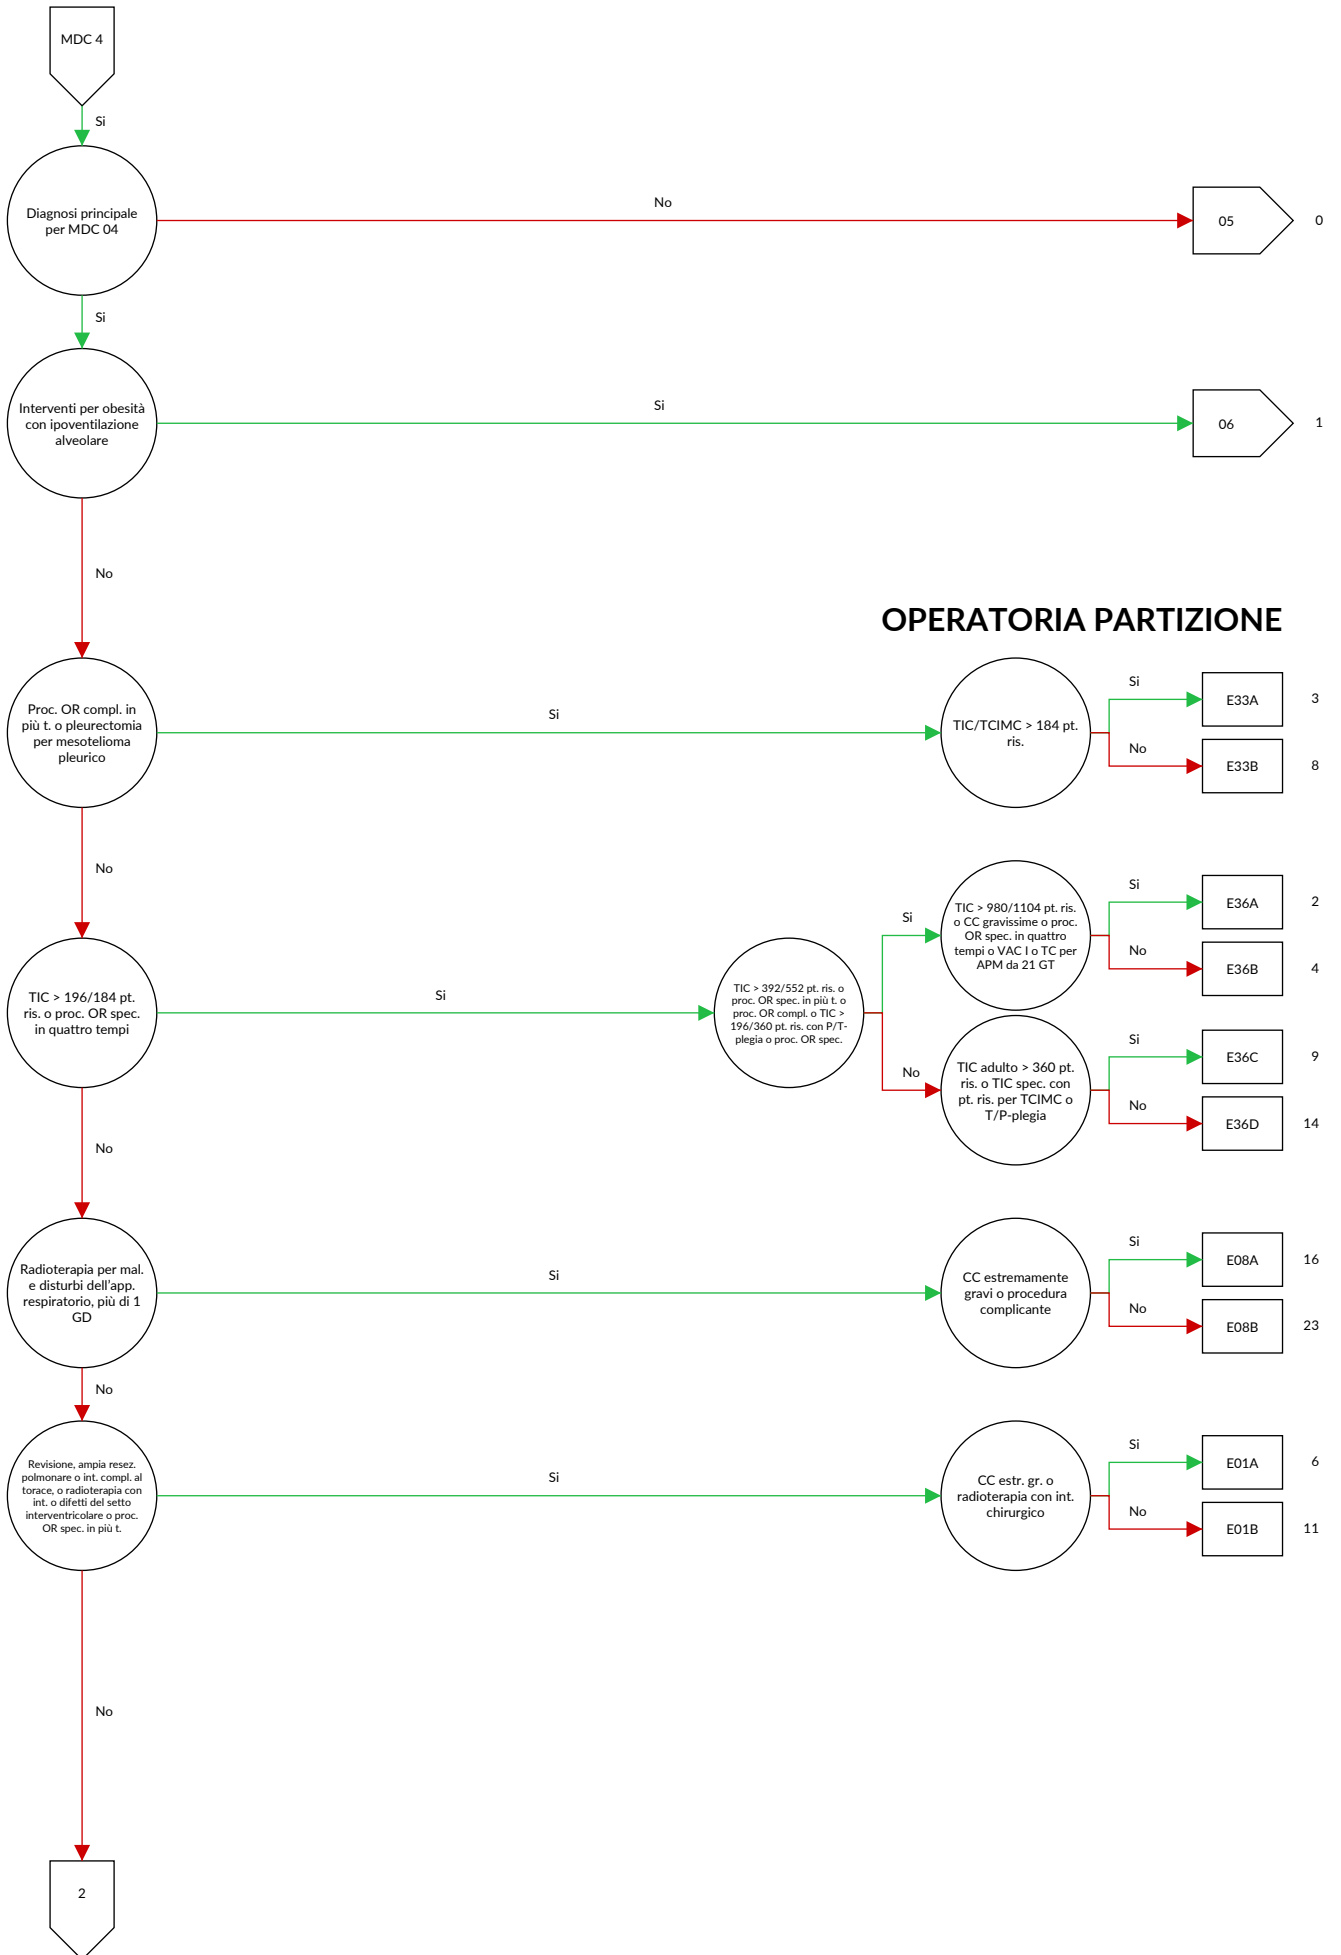 MDC 4
Si
Diagnosi principale
per MDC 04
No
05
0
Si
Interventi per obesità
con ipoventilazione
alveolare
Si
06
1
No
OPERATORIA PARTIZIONE
Proc. OR compl. in
più t. o pleurectomia
per mesotelioma
pleurico
Si
TIC/TCIMC > 184 pt.
ris.
Si
E33A
3
No
E33B
8
No
TIC > 196/184 pt.
ris. o proc. OR spec.
in quattro tempi
Si
TIC > 392/552 pt. ris. o
proc. OR spec. in più t. o
proc. OR compl. o TIC >
196/360 pt. ris. con P/T-
plegia o proc. OR spec.
Si
TIC > 980/1104 pt. ris.
o CC gravissime o proc.
OR spec. in quattro
tempi o VAC I o TC per
APM da 21 GT
Si
E36A
2
No
E36B
4
No
TIC adulto > 360 pt.
ris. o TIC spec. con
pt. ris. per TCIMC o
T/P-plegia
Si
E36C
9
No
E36D
14
No
Radioterapia per mal.
e disturbi dell'app.
respiratorio, più di 1
GD
Si
CC estremamente
gravi o procedura
complicante
Si
E08A
16
No
E08B
23
No
Revisione, ampia resez.
polmonare o int. compl. al
torace, o radioterapia con
int. o difetti del setto
interventricolare o proc.
OR spec. in più t.
Si
CC estr. gr. o
radioterapia con int.
chirurgico
Si
E01A
6
No
E01B
11
No
2